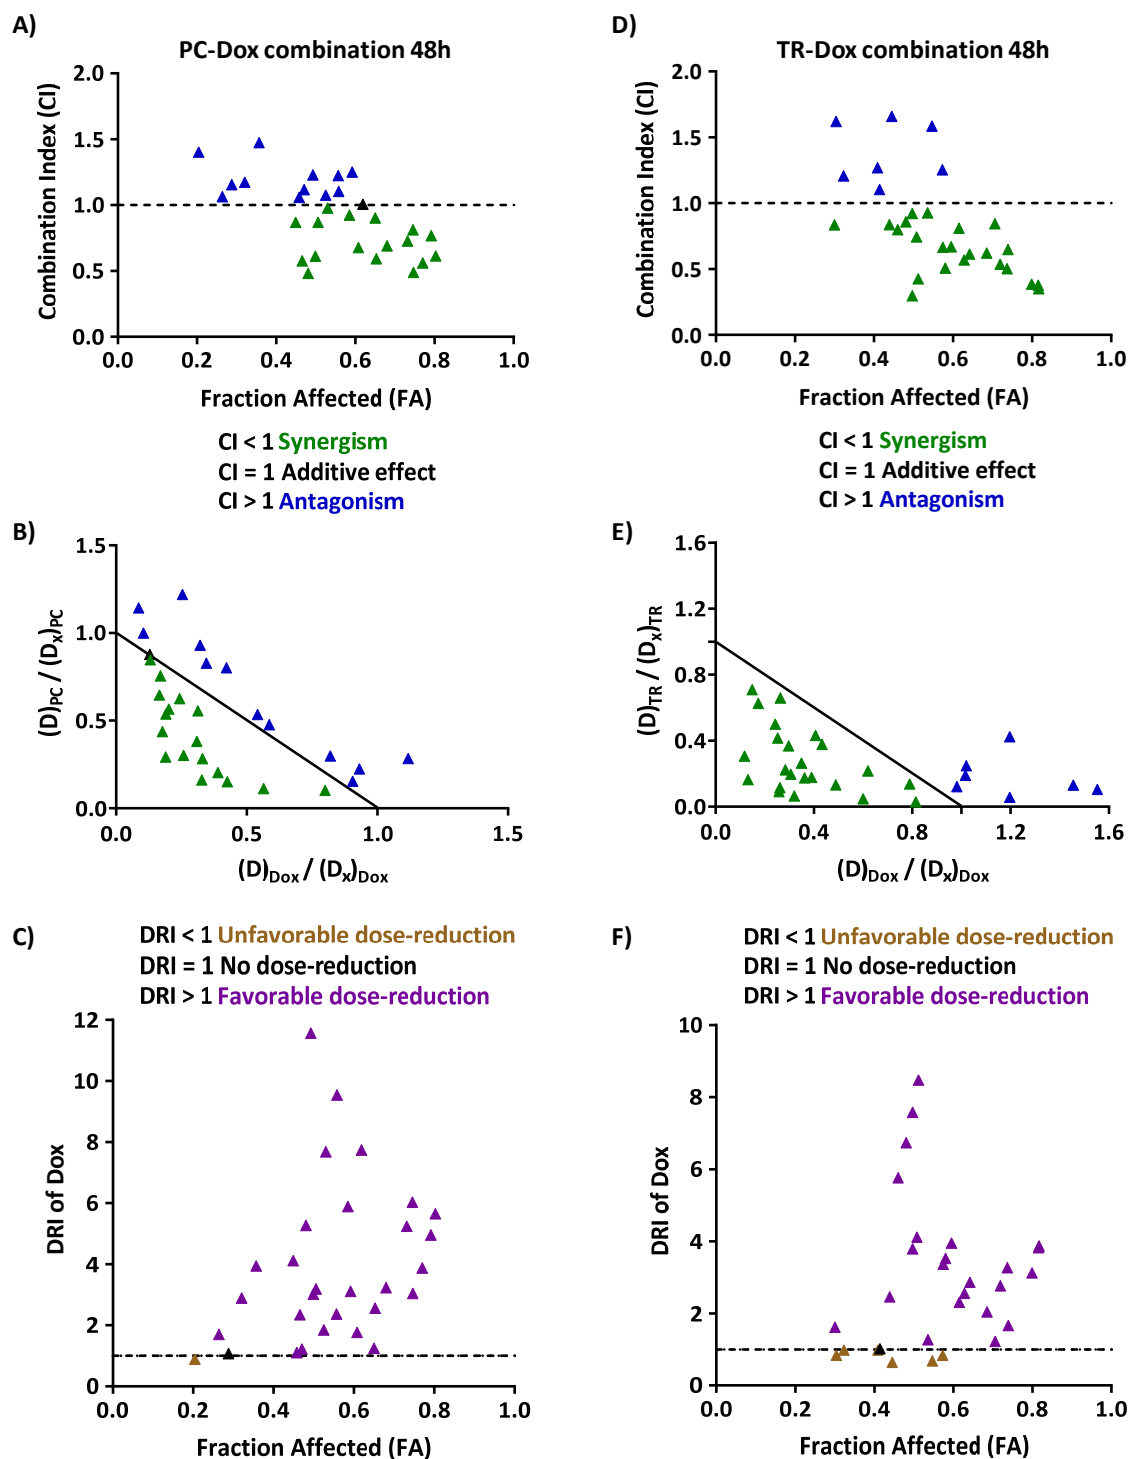 A)
PC-Dox combination 48h
Combination Index (CI)
2.0
1.5
1.0
0.5
0.0
0.0 0.2 0.4 0.6 0.8 1.0
Fraction Affected (FA)
CI < 1 Synergism
CI = 1 Additive effect
CI > 1 Antagonism
D)
TR-Dox combination 48h
Combination Index (CI)
2.0
1.5
1.0
0.5
0.0
0.0 0.2 0.4 0.6 0.8 1.0
Fraction Affected (FA)
CI < 1 Synergism
CI = 1 Additive effect
CI > 1 Antagonism
B)
(D)PC / (Dx)PC
1.5
1.0
0.5
0.0
0.0 0.5 1.0 1.5
(D)Dox / (Dx)Dox
E)
(D)TR / (Dx)TR
1.6
1.2
0.8
0.4
0.0
0.0 0.4 0.8 1.2 1.6
(D)Dox / (Dx)Dox
C)
DRI < 1 Unfavorable dose-reduction
DRI = 1 No dose-reduction
DRI > 1 Favorable dose-reduction
DRI of Dox
12
10
8
6
4
2
0
0.0 0.2 0.4 0.6 0.8 1.0
Fraction Affected (FA)
F)
DRI < 1 Unfavorable dose-reduction
DRI = 1 No dose-reduction
DRI > 1 Favorable dose-reduction
DRI of Dox
10
8
6
4
2
0
0.0 0.2 0.4 0.6 0.8 1.0
Fraction Affected (FA)